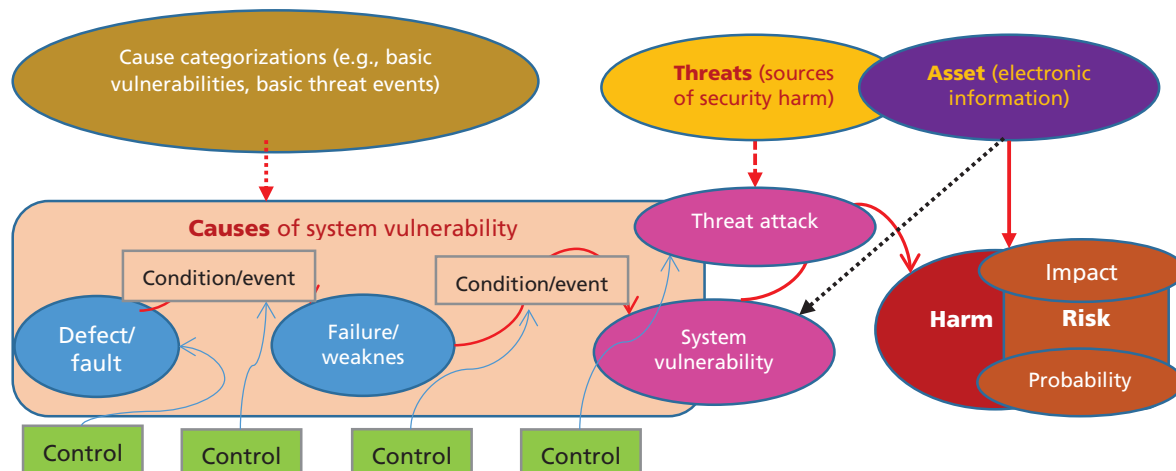 Cause categorizations (e.g., basic
vulnerabilities, basic threat events)
Threats (sources
of security harm)
Asset (electronic
information)
Causes of system vulnerability
Threat attack
Condition/event
Condition/event
Impact
Defect/
fault
Failure/
weaknes
System
vulnerability
Harm
Risk
Probability
Control
Control
Control
Control